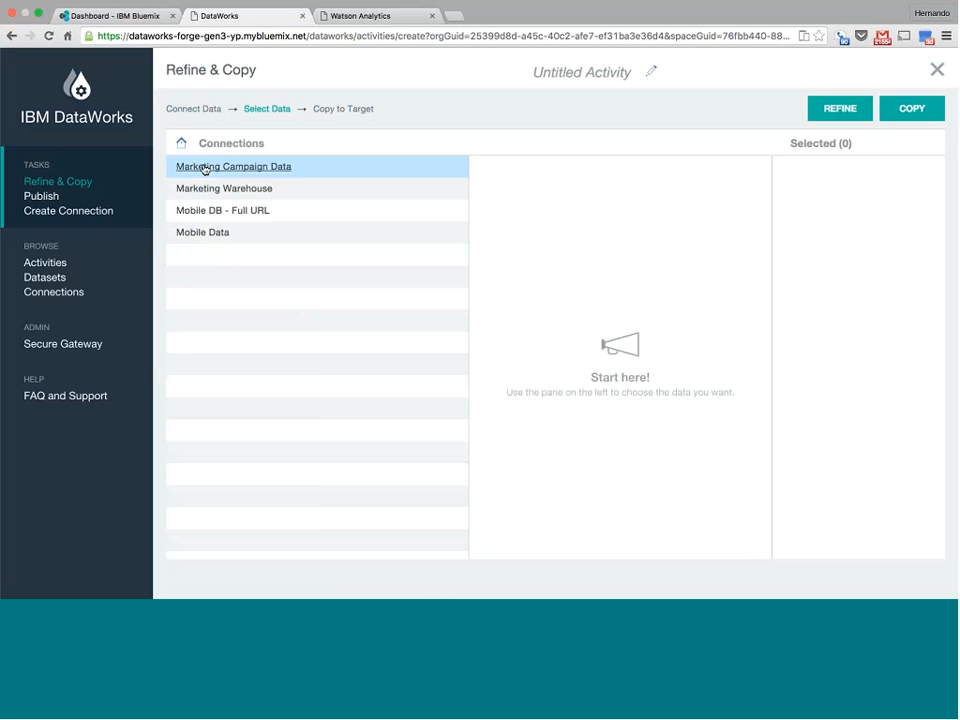 Dashboard - IBM Bluemix
DataWorks
Watson Analytics
Hernando
https://dataworks-forge-gen3-yp.mybluemix.net/dataworks/activities/create?orgGuid=25399d8d-a45c-40c2-afe7-ef31ba3e36d4&spaceGuid=76fbb440-88...
IBM DataWorks
TASKS
Refine & Copy
Publish
Create Connection
BROWSE
Activities
Datasets
Connections
ADMIN
Secure Gateway
HELP
FAQ and Support
Refine & Copy
Untitled Activity
Connect Data → Select Data → Copy to Target
REFINE
COPY
Connections
Selected (0)
Marketing Campaign Data
Marketing Warehouse
Mobile DB - Full URL
Mobile Data
Start here!
Use the pane on the left to choose the data you want.